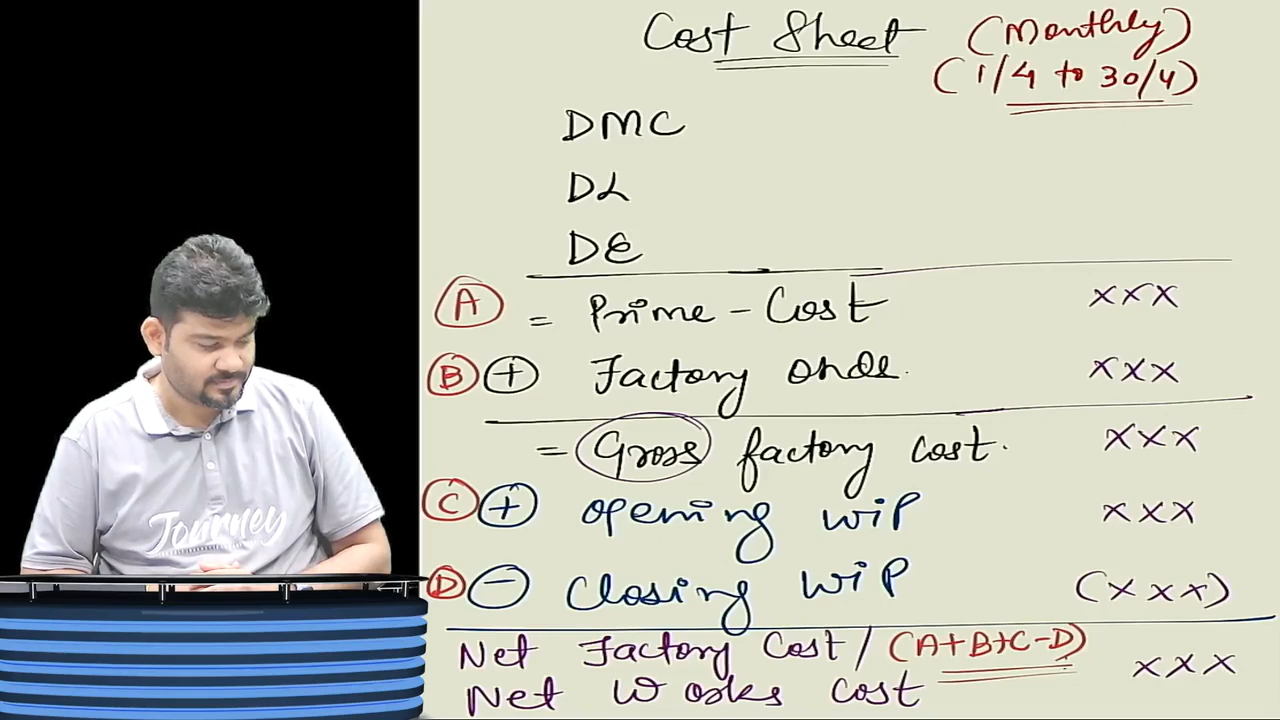 Cost Sheet (Monthly)
(1/4 to 30/4)
DMC
DL
DE
A = Prime - Cost xxx
B + Factory ohds. xxx
= Gross factory cost. xxx
C + opening WiP xxx
D - Closing WiP (xxx)
Net Factory Cost / (A+B+C-D) xxx
Net Works cost
Journey